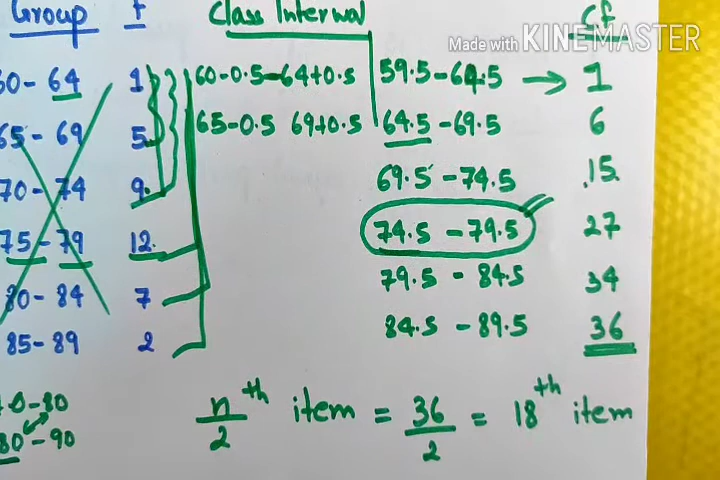 Group f Class Interval cf
Made with KINEMASTER
60-64 1 60-0.5-64+0.5 59.5-64.5 → 1
65-69 5 65-0.5 69+0.5 64.5-69.5 6
70-74 9 69.5-74.5 15
75-79 12 74.5-79.5 27
80-84 7 79.5-84.5 34
85-89 2 84.5-89.5 36
-80
80-90
n/2 th item = 36/2 = 18th item